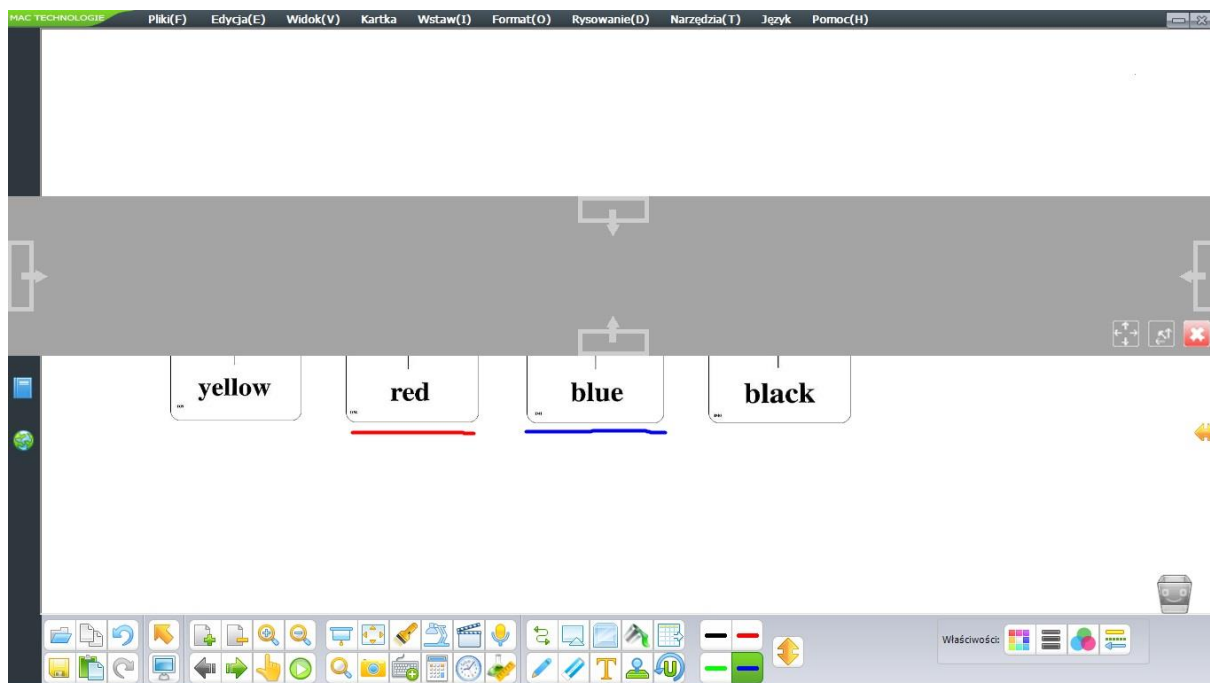 MAC TECHNOLOGIE Pliki(F) Edycja(E) Widok(V) Kartka Wstaw(I) Format(O) Rysowanie(D) Narzędzia(T) Język Pomoc(H)
yellow red blue black
Właściwości: